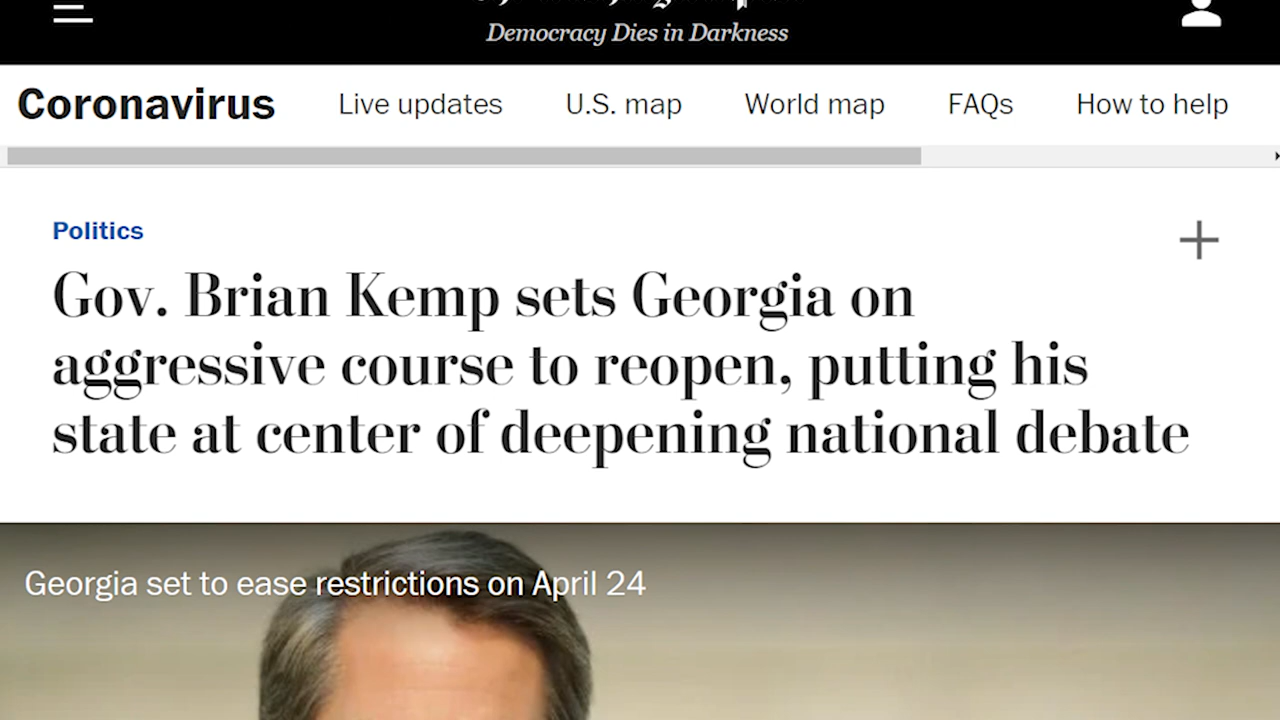 Democracy Dies in Darkness
Coronavirus Live updates U.S. map World map FAQs How to help
Politics
Gov. Brian Kemp sets Georgia on
aggressive course to reopen, putting his
state at center of deepening national debate
Georgia set to ease restrictions on April 24